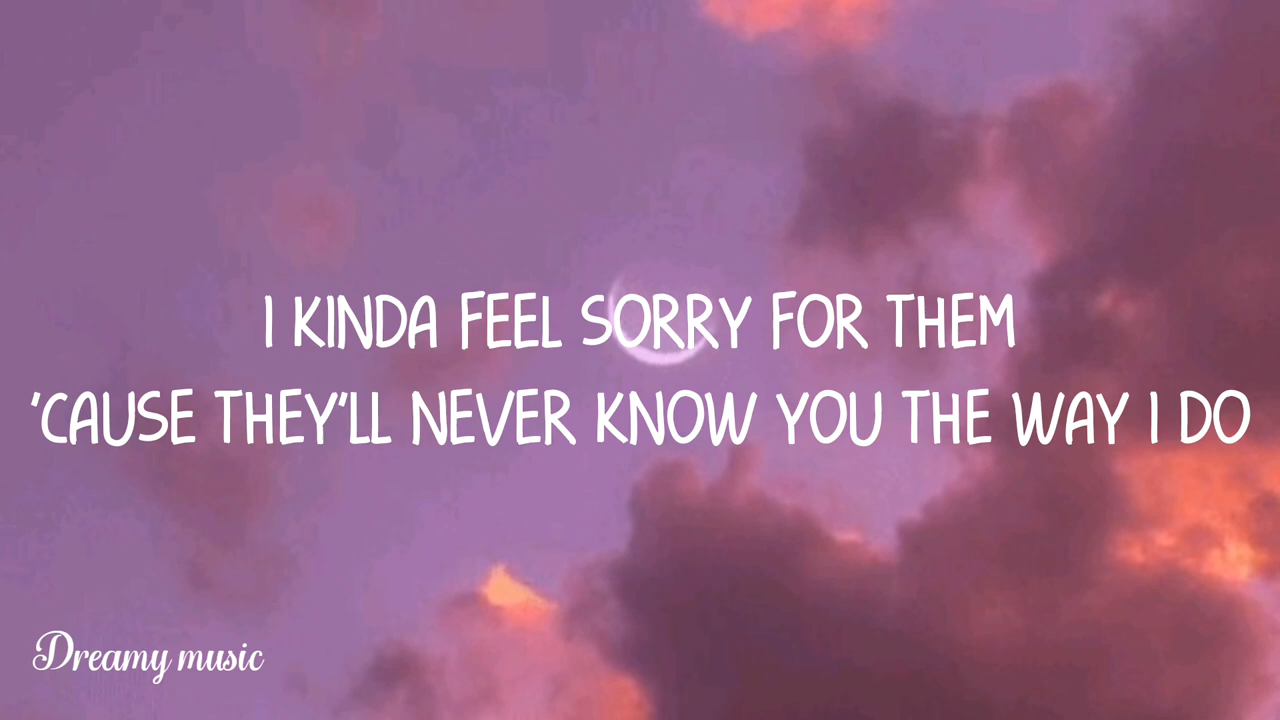 I KINDA FEEL SORRY FOR THEM
'CAUSE THEY'LL NEVER KNOW YOU THE WAY I DO
Dreamy music